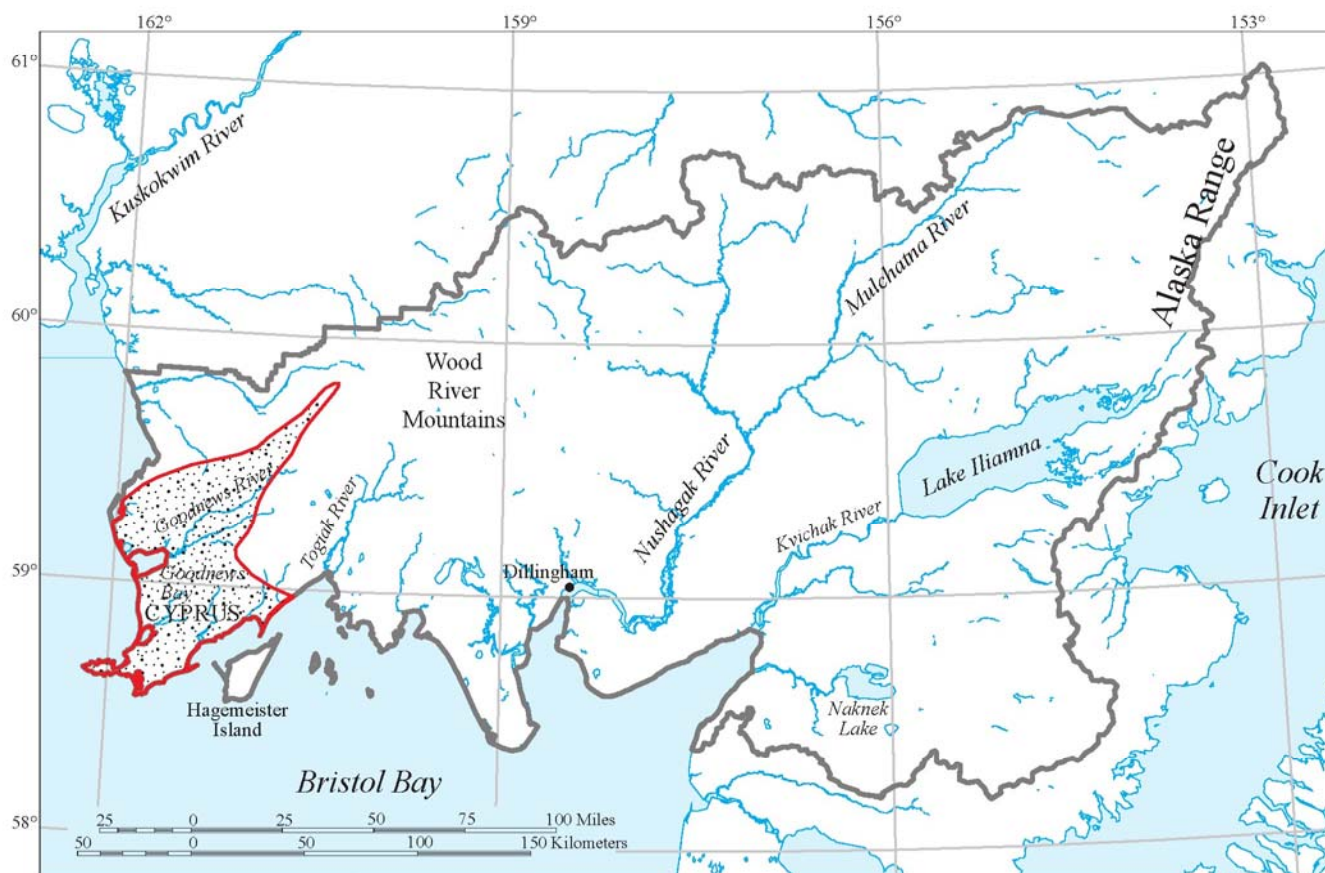 162°
159°
156°
153°
61°
Kuskokwim River
Alaska Range
Mulchatna River
60°
Wood
River
Mountains
Lake Iliamna
Nushagak River
Goodnews River
Togiak River
Kvichak River
Cook
Inlet
59°
Dillingham
Goodnews
Bay
CYPRUS
Hagemeister
Island
Naknek
Lake
Bristol Bay
58°
25 0 25 50 75 100 Miles
50 0 50 100 150 Kilometers